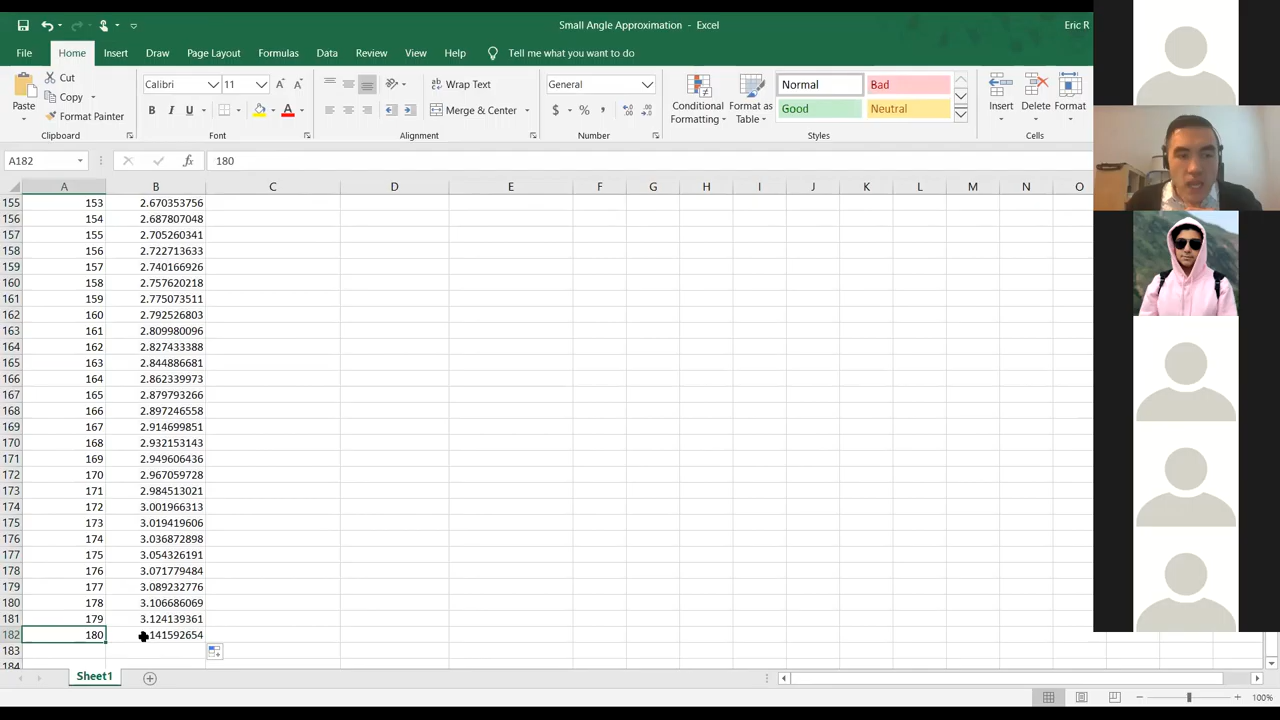 Small Angle Approximation - Excel
Eric R
File Home Insert Draw Page Layout Formulas Data Review View Help Tell me what you want to do
Paste
Cut
Copy
Format Painter
Clipboard
Calibri 11
B I U
Font
Wrap Text
Merge & Center
Alignment
General
$ % ,
Number
Conditional Formatting
Format as Table
Normal Bad
Good Neutral
Styles
Insert Delete Format
Cells
A182 fx 180
A B C D E F G H I J K L M N O
155 153 2.670353756
156 154 2.687807048
157 155 2.705260341
158 156 2.722713633
159 157 2.740166926
160 158 2.757620218
161 159 2.775073511
162 160 2.792526803
163 161 2.809980096
164 162 2.827433388
165 163 2.844886681
166 164 2.862339973
167 165 2.879793266
168 166 2.897246558
169 167 2.914699851
170 168 2.932153143
171 169 2.949606436
172 170 2.967059728
173 171 2.984513021
174 172 3.001966313
175 173 3.019419606
176 174 3.036872898
177 175 3.054326191
178 176 3.071779484
179 177 3.089232776
180 178 3.106686069
181 179 3.124139361
182 180 141592654
183
184
Sheet1
100%